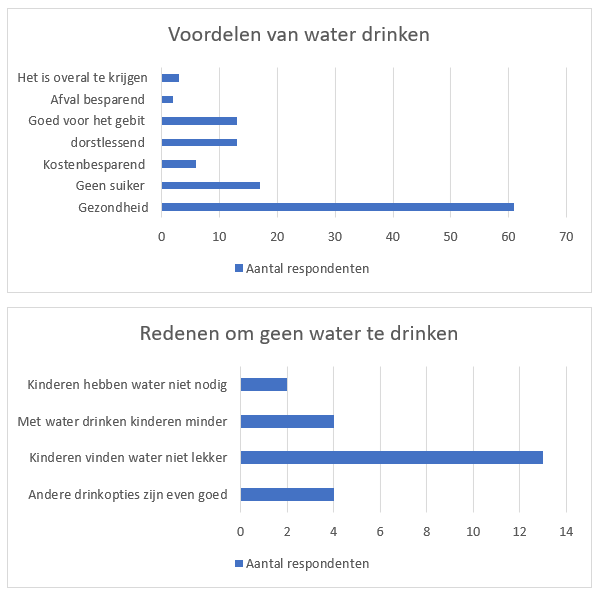 Voordelen van water drinken
Het is overal te krijgen
Afval besparend
Goed voor het gebit
dorstlessend
Kostenbesparend
Geen suiker
Gezondheid
0 10 20 30 40 50 60 70
Aantal respondenten
Redenen om geen water te drinken
Kinderen hebben water niet nodig
Met water drinken kinderen minder
Kinderen vinden water niet lekker
Andere drinkopties zijn even goed
0 2 4 6 8 10 12 14
Aantal respondenten